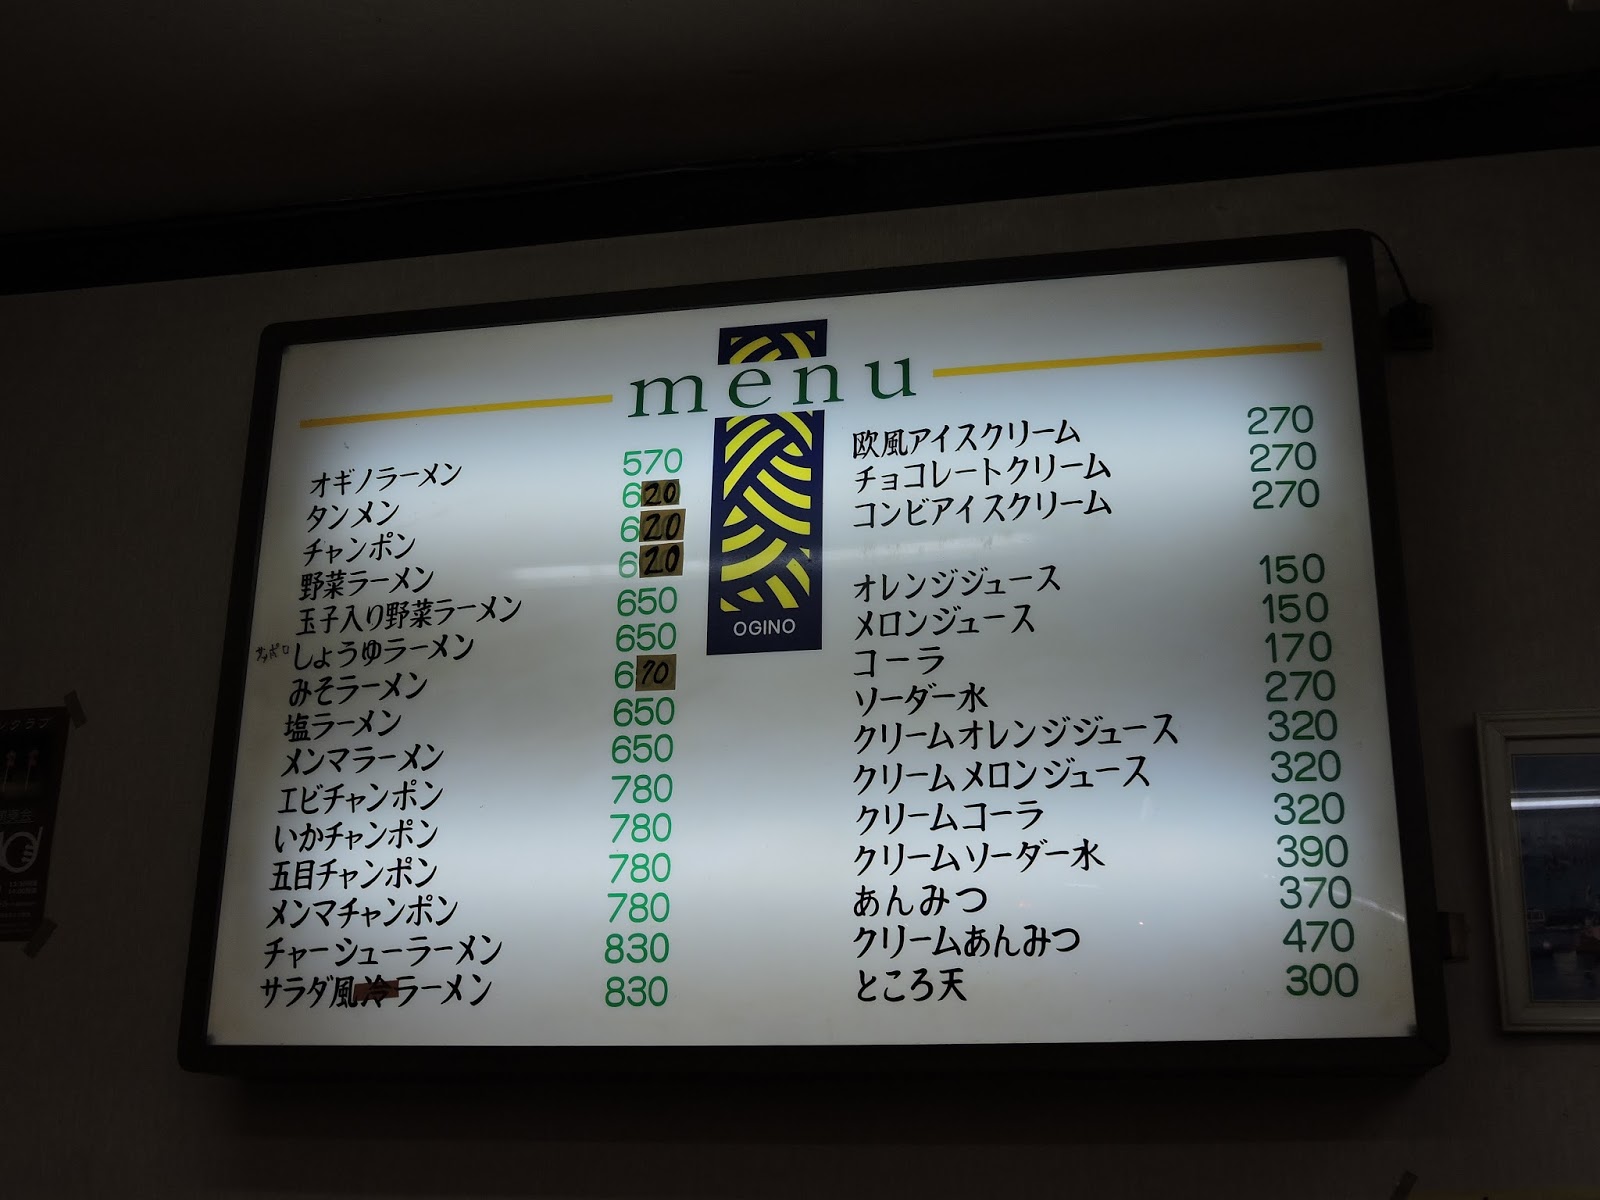 menu
オギノラーメン 570
タンメン 620
チャンポン 620
野菜ラーメン 620
玉子入り野菜ラーメン 650
サッポロしょうゆラーメン 650
みそラーメン 670
塩ラーメン 650
メンマラーメン 650
エビチャンポン 780
いかチャンポン 780
五目チャンポン 780
メンマチャンポン 780
チャーシューラーメン 830
サラダ風冷ラーメン 830
OGINO
欧風アイスクリーム 270
チョコレートクリーム 270
コンビアイスクリーム 270
オレンジジュース 150
メロンジュース 150
コーラ 170
ソーダー水 270
クリームオレンジジュース 320
クリームメロンジュース 320
クリームコーラ 320
クリームソーダー水 390
あんみつ 370
クリームあんみつ 470
ところ天 300